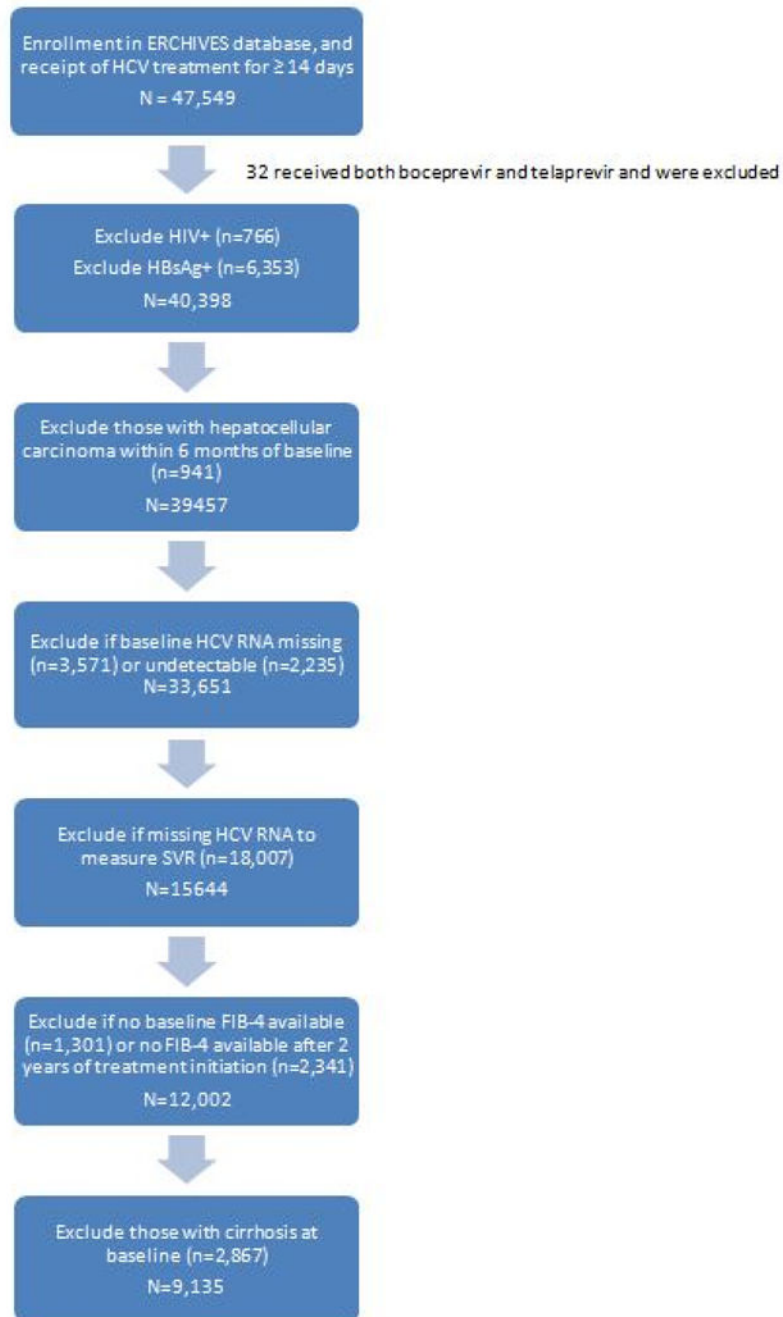 Enrollment in ERCHIVES database, and
receipt of HCV treatment for ≥ 14 days
N = 47,549
32 received both boceprevir and telaprevir and were excluded
Exclude HIV+ (n=766)
Exclude HBsAg+ (n=6,353)
N=40,398
Exclude those with hepatocellular
carcinoma within 6 months of baseline
(n=941)
N=39457
Exclude if baseline HCV RNA missing
(n=3,571) or undetectable (n=2,235)
N=33,651
Exclude if missing HCV RNA to
measure SVR (n=18,007)
N=15644
Exclude if no baseline FIB-4 available
(n=1,301) or no FIB-4 available after 2
years of treatment initiation (n=2,341)
N=12,002
Exclude those with cirrhosis at
baseline (n=2,867)
N=9,135